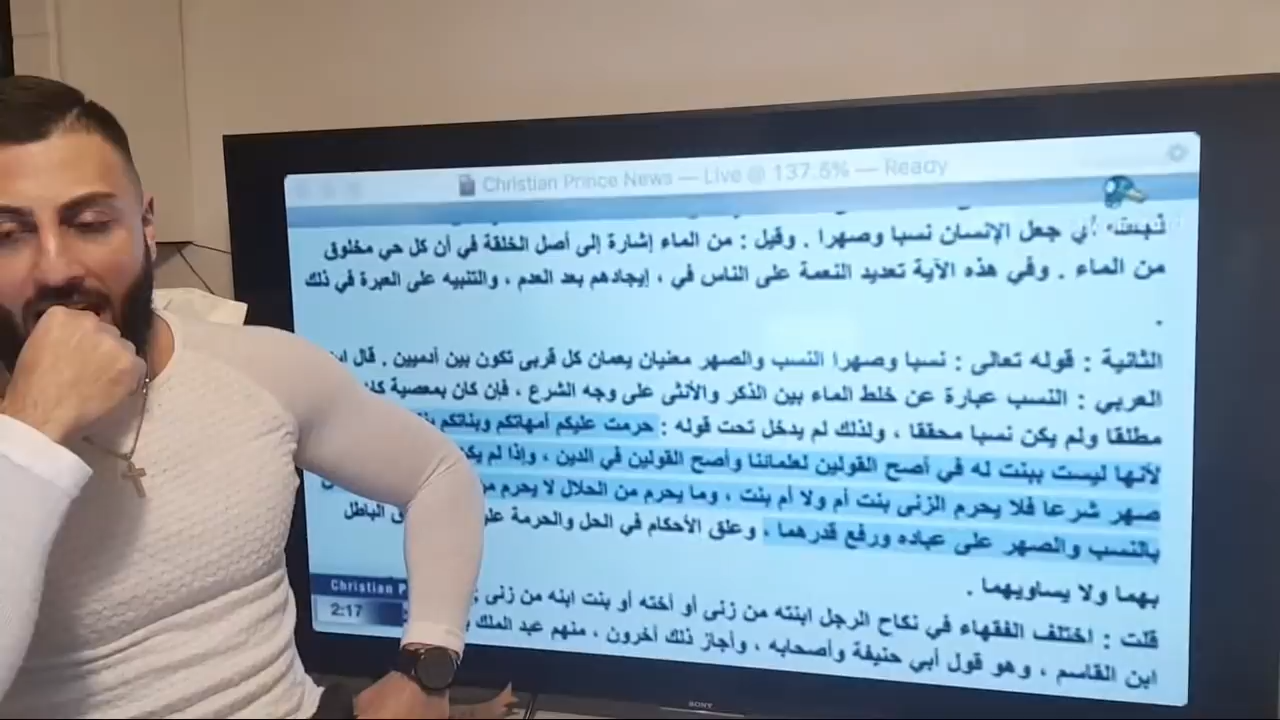 Christian Prince News — Live @ 137.5% — Ready
أي جعل الإنسان نسبا وصهرا . وقيل : من الماء إشارة إلى أصل الخلقة في أن كل حي مخلوق
من الماء . وفي هذه الآية تعديد النعمة على الناس في ، إيجادهم بعد العدم ، والتنبيه على العبرة في ذلك
.
الثانية : قوله تعالى : نسبا وصهرا النسب والصهر معنيان يعمان كل قربى تكون بين آدميين . قال
العربي : النسب عبارة عن خلط الماء بين الذكر والأنثى على وجه الشرع ، فإن كان بمعصية
مطلقا ولم يكن نسبا محققا ، ولذلك لم يدخل تحت قوله : حرمت عليكم أمهاتكم وبناتكم
لأنها ليست ببنت له في أصح القولين لعلمائنا وأصح القولين في الدين ، وإذا لم يكن
صهر شرعا فلا يحرم الزنى بنت أم ولا أم بنت ، وما يحرم من الحلال لا يحرم
بالنسب والصهر على عباده ورفع قدرهما ، وعلق الأحكام في الحل والحرمة الباطل
بهما ولا يساويهما .
Christian
2:17
قلت : اختلف الفقهاء في نكاح الرجل ابنته من زنى أو أخته أو بنت ابنه من زنى ;
ابن القاسم ، وهو قول أبي حنيفة وأصحابه ، وأجاز ذلك آخرون ، منهم عبد الملك
SONY